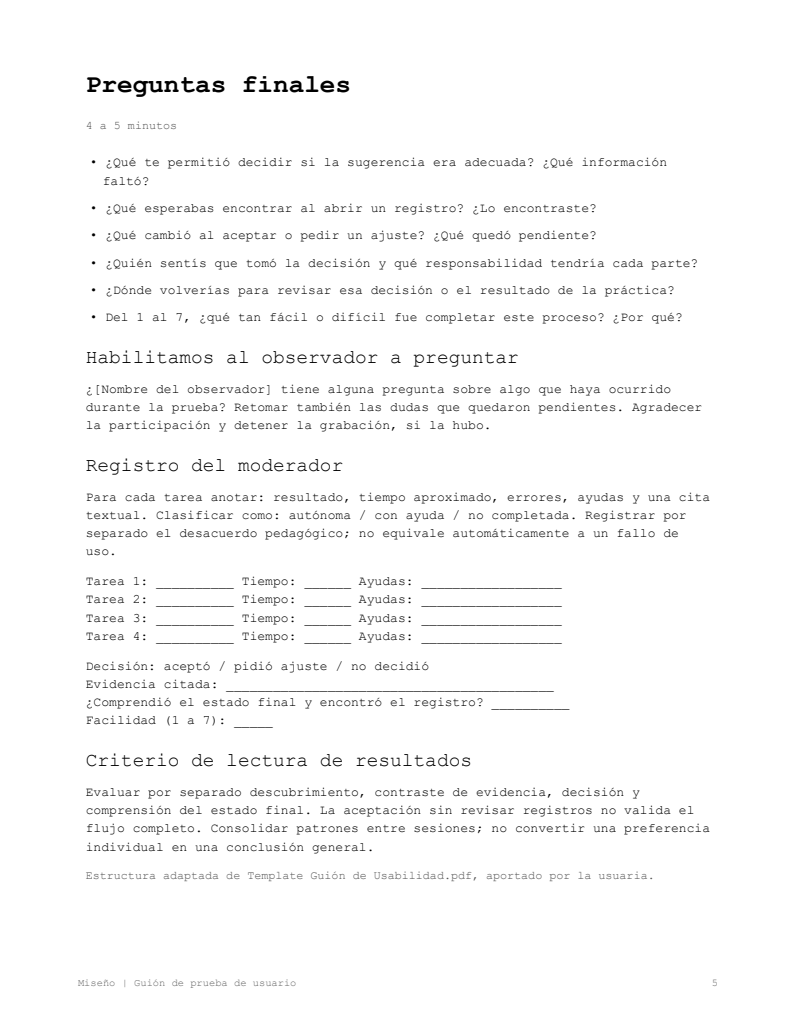 Preguntas finales
4 a 5 minutos
• ¿Qué te permitió decidir si la sugerencia era adecuada? ¿Qué información
faltó?
• ¿Qué esperabas encontrar al abrir un registro? ¿Lo encontraste?
• ¿Qué cambió al aceptar o pedir un ajuste? ¿Qué quedó pendiente?
• ¿Quién sentís que tomó la decisión y qué responsabilidad tendría cada parte?
• ¿Dónde volverías para revisar esa decisión o el resultado de la práctica?
• Del 1 al 7, ¿qué tan fácil o difícil fue completar este proceso? ¿Por qué?
Habilitamos al observador a preguntar
¿[Nombre del observador] tiene alguna pregunta sobre algo que haya ocurrido
durante la prueba? Retomar también las dudas que quedaron pendientes. Agradecer
la participación y detener la grabación, si la hubo.
Registro del moderador
Para cada tarea anotar: resultado, tiempo aproximado, errores, ayudas y una cita
textual. Clasificar como: autónoma / con ayuda / no completada. Registrar por
separado el desacuerdo pedagógico; no equivale automáticamente a un fallo de
uso.
Tarea 1: __________ Tiempo: ______ Ayudas: __________________
Tarea 2: __________ Tiempo: ______ Ayudas: __________________
Tarea 3: __________ Tiempo: ______ Ayudas: __________________
Tarea 4: __________ Tiempo: ______ Ayudas: __________________
Decisión: aceptó / pidió ajuste / no decidió
Evidencia citada: __________________________________________
¿Comprendió el estado final y encontró el registro? __________
Facilidad (1 a 7): _____
Criterio de lectura de resultados
Evaluar por separado descubrimiento, contraste de evidencia, decisión y
comprensión del estado final. La aceptación sin revisar registros no valida el
flujo completo. Consolidar patrones entre sesiones; no convertir una preferencia
individual en una conclusión general.
Estructura adaptada de Template Guión de Usabilidad.pdf, aportado por la usuaria.
Miseño | Guión de prueba de usuario 5